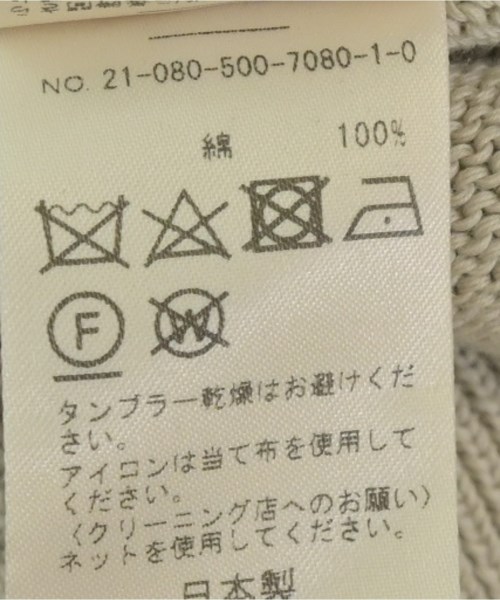 NO. 21-080-500-7080-1-0
綿 100%
F W
タンブラー乾燥はお避けくだ
さい。
アイロンは当て布を使用して
ください。
〈クリーニング店へのお願い〉
ネットを使用してください。
日本製